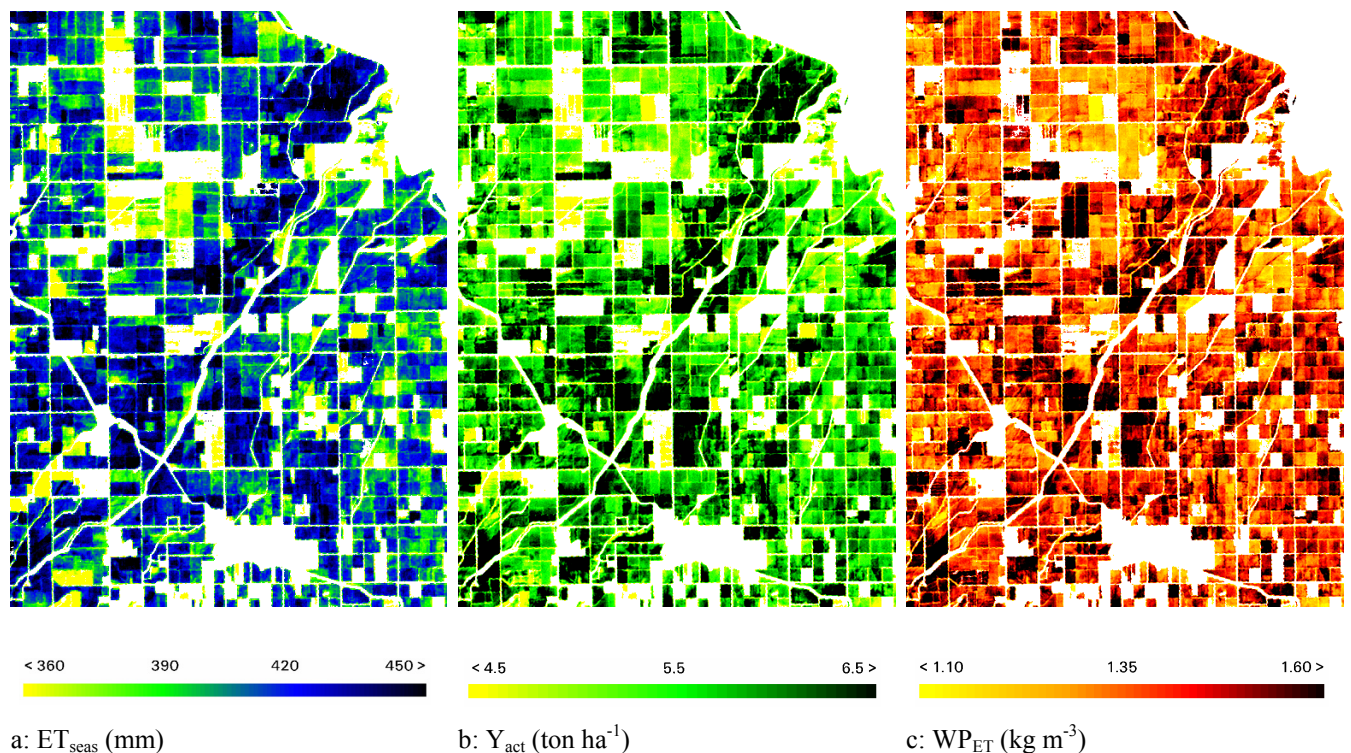 < 360 390 420 450 >
< 4.5 5.5 6.5 >
< 1.10 1.35 1.60 >
a: ETseas (mm)
b: Yact (ton ha-1)
c: WPET (kg m-3)